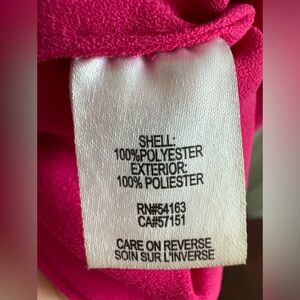 SHELL:
100%POLYESTER
EXTERIOR:
100% POLIESTER
RN#54163
CA#57151
CARE ON REVERSE
SOIN SUR L'INVERSE